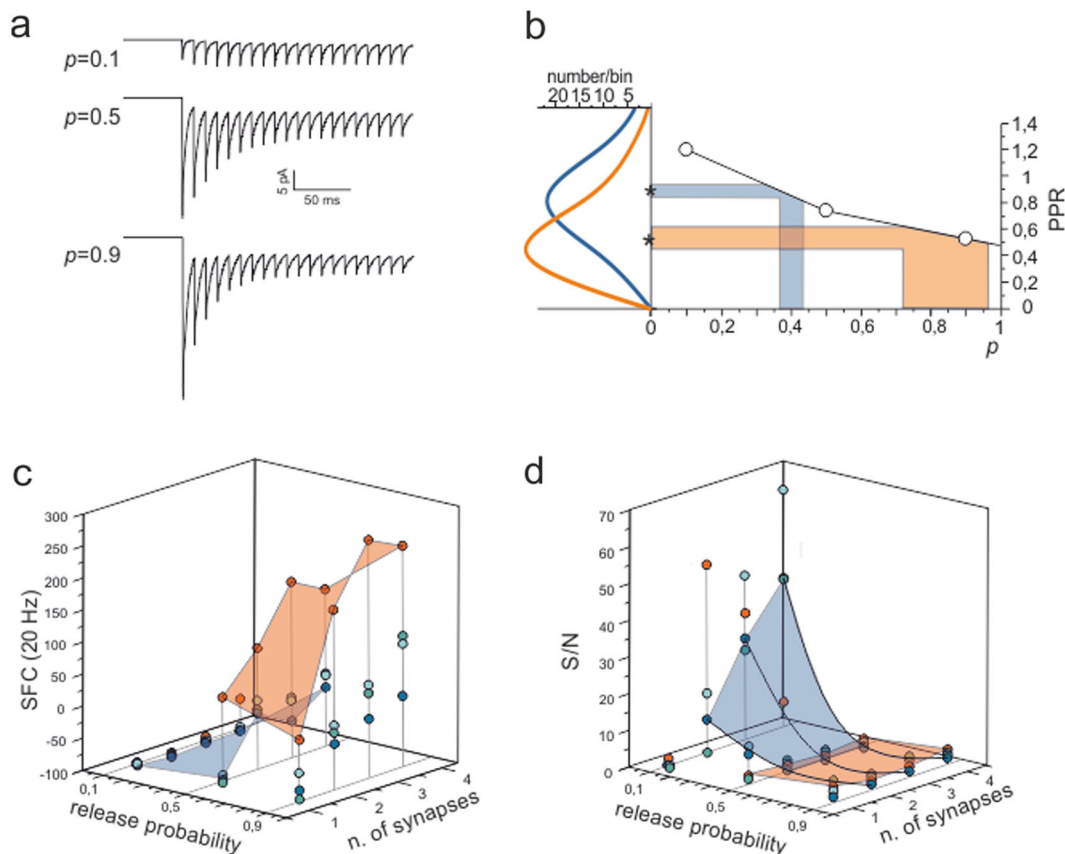 a
p=0.1
p=0.5
p=0.9
5 pA
50 ms
b
number/bin
20 15 10 5
*
*
1,4
1,2
1
0,8
0,6
0,4
0,2
0
PPR
0 0,2 0,4 0,6 0,8 1
p
c
SFC (20 Hz)
300
250
200
150
100
50
0
-50
-100
0.1
0,5
0,9
release probability
1
2
3
4
n. of synapses
d
S/N
70
60
50
40
30
20
10
0
0.1
0.5
0,9
release probability
1
2
3
4
n. of synapses